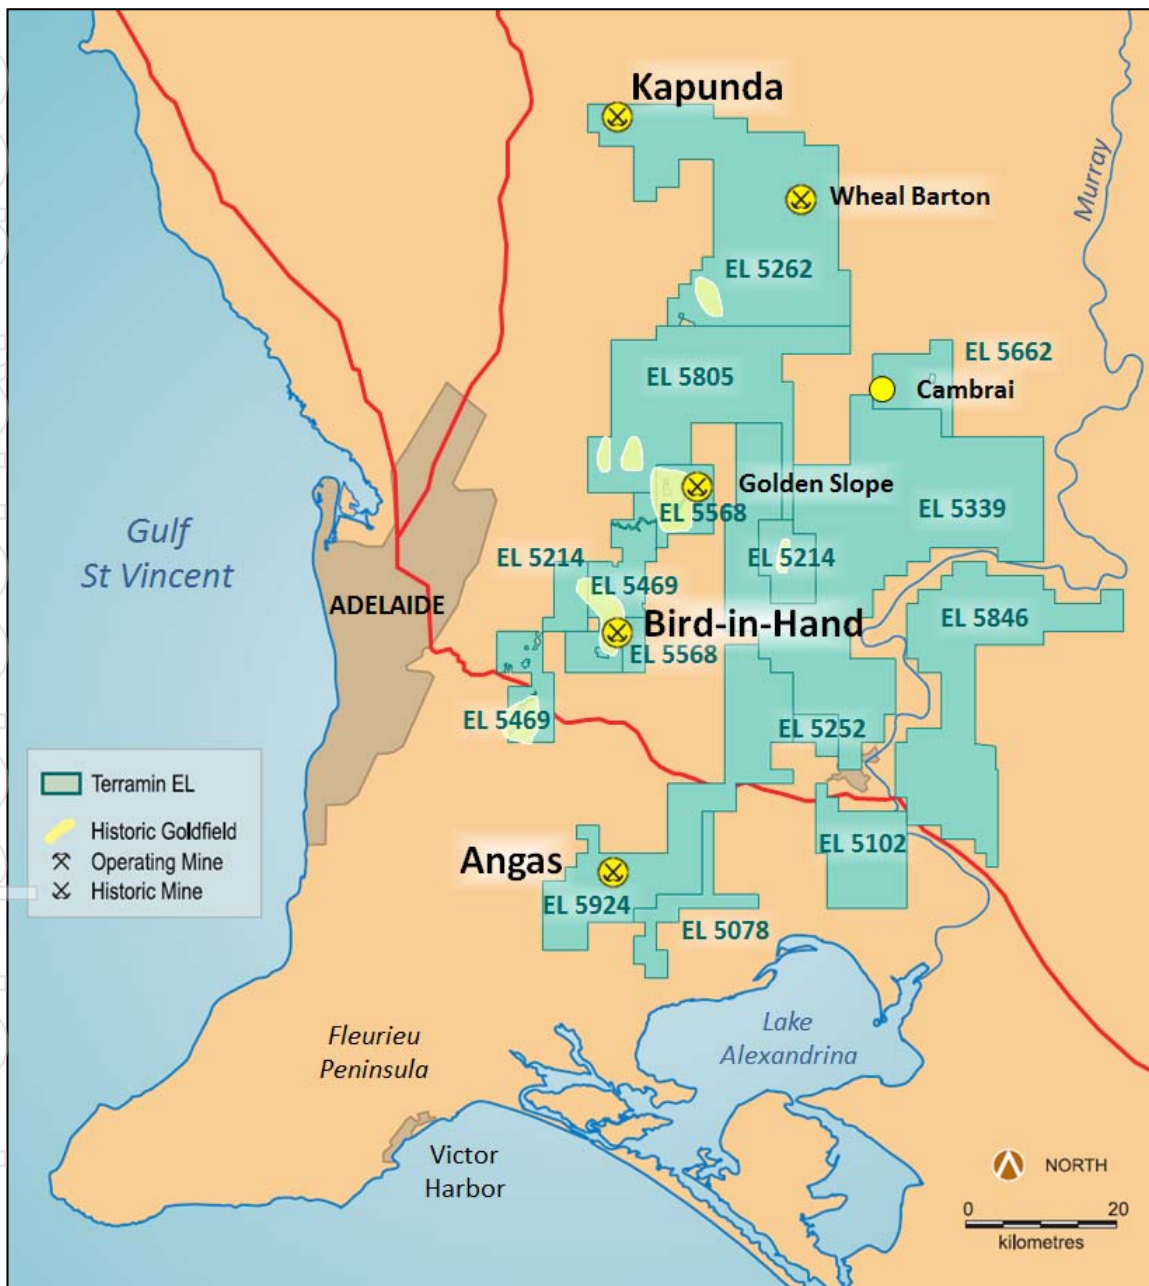 Kapunda
Murray
Wheal Barton
EL 5262
EL 5662
EL 5805
Cambrai
Golden Slope
EL 5568
EL 5339
Gulf
St Vincent
EL 5214
EL 5214
EL 5469
ADELAIDE
Bird-in-Hand
EL 5846
EL 5568
EL 5469
EL 5252
Terramin EL
Historic Goldfield
Operating Mine
Historic Mine
EL 5102
Angas
EL 5924
EL 5078
Lake
Alexandrina
Fleurieu
Peninsula
Victor
Harbor
NORTH
0 20
kilometres